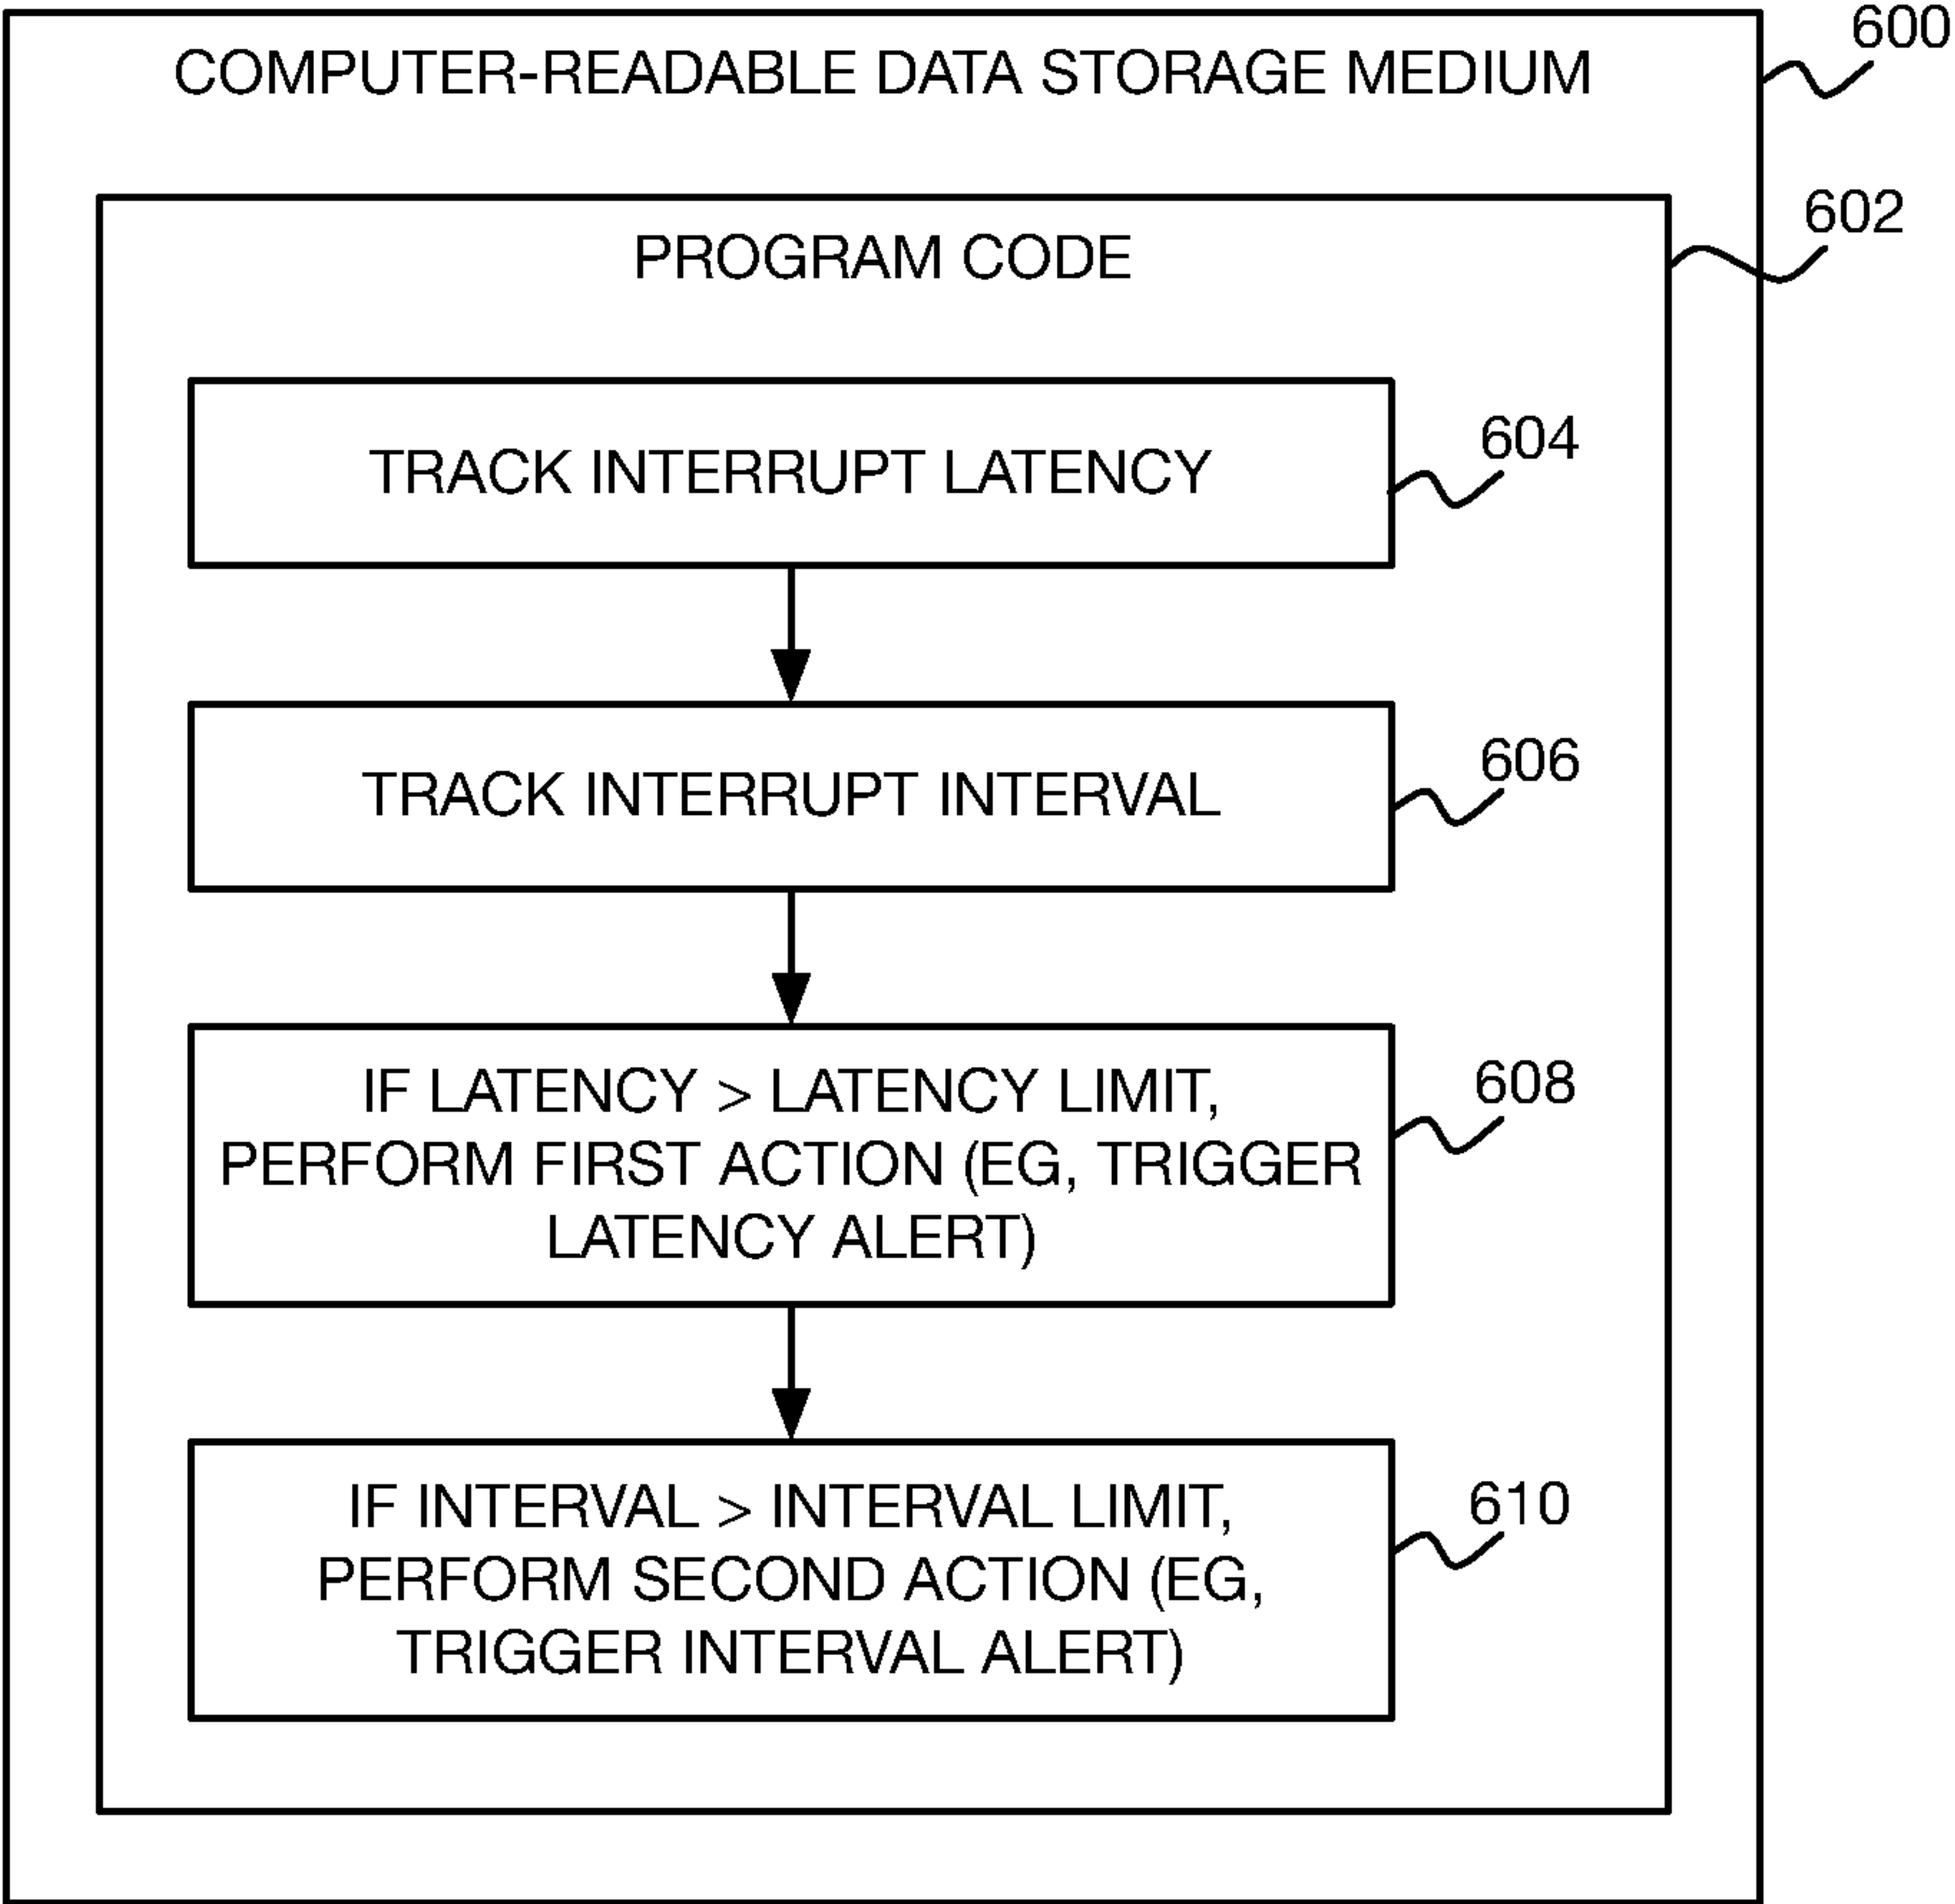 600
COMPUTER-READABLE DATA STORAGE MEDIUM
602
PROGRAM CODE
604
TRACK INTERRUPT LATENCY
606
TRACK INTERRUPT INTERVAL
608
IF LATENCY > LATENCY LIMIT,
PERFORM FIRST ACTION (EG, TRIGGER
LATENCY ALERT)
610
IF INTERVAL > INTERVAL LIMIT,
PERFORM SECOND ACTION (EG,
TRIGGER INTERVAL ALERT)